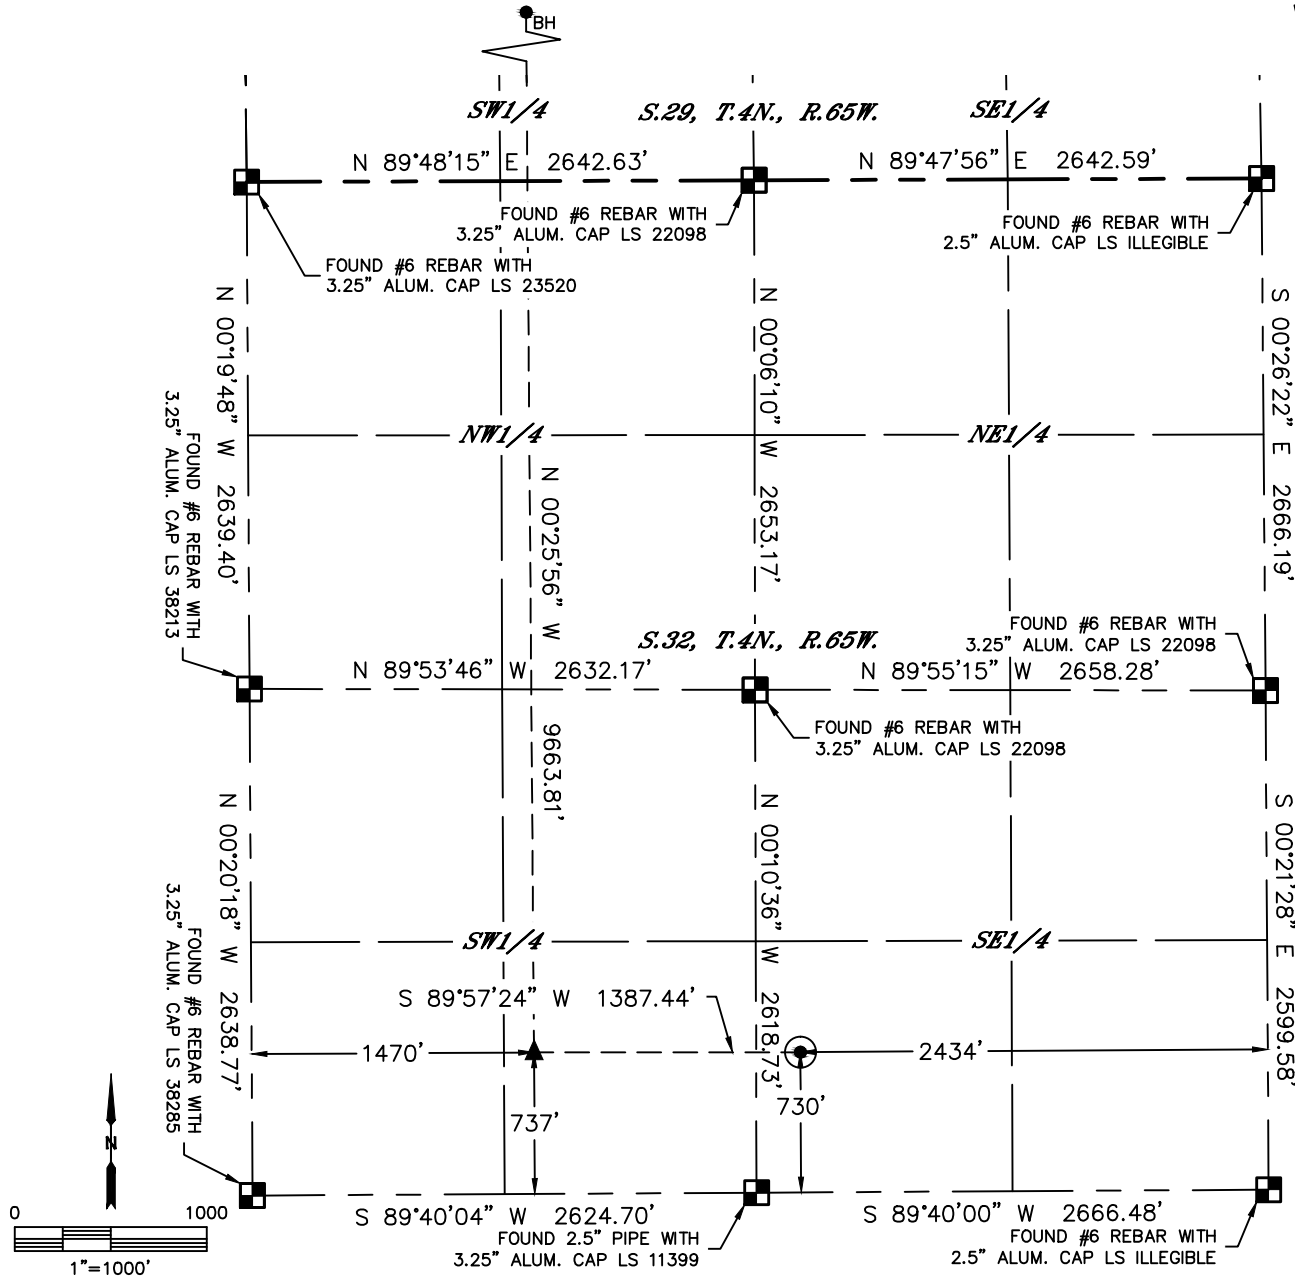 BH
SW1/4
S.29, T.4N., R.65W.
SE1/4
N 89°48'15" E 2642.63'
N 89°47'56" E 2642.59'
FOUND #6 REBAR WITH
3.25" ALUM. CAP LS 22098
FOUND #6 REBAR WITH
2.5" ALUM. CAP LS ILLEGIBLE
FOUND #6 REBAR WITH
3.25" ALUM. CAP LS 23520
N 00°19'48" W 2639.40'
N 00°06'10" W 2653.17'
S 00°26'22" E 2666.19'
NW1/4
NE1/4
FOUND #6 REBAR WITH
3.25" ALUM. CAP LS 38213
N 00°25'56" W 9663.81'
S.32, T.4N., R.65W.
FOUND #6 REBAR WITH
3.25" ALUM. CAP LS 22098
N 89°53'46" W 2632.17'
N 89°55'15" W 2658.28'
FOUND #6 REBAR WITH
3.25" ALUM. CAP LS 22098
N 00°20'18" W 2638.77'
N 00°10'36" W 2618.73'
S 00°21'28" E 2599.58'
SW1/4
SE1/4
FOUND #6 REBAR WITH
3.25" ALUM. CAP LS 38285
S 89°57'24" W 1387.44'
1470'
2434'
737'
730'
N
S 89°40'04" W 2624.70'
S 89°40'00" W 2666.48'
FOUND 2.5" PIPE WITH
3.25" ALUM. CAP LS 11399
FOUND #6 REBAR WITH
2.5" ALUM. CAP LS ILLEGIBLE
0 1000
1"=1000'